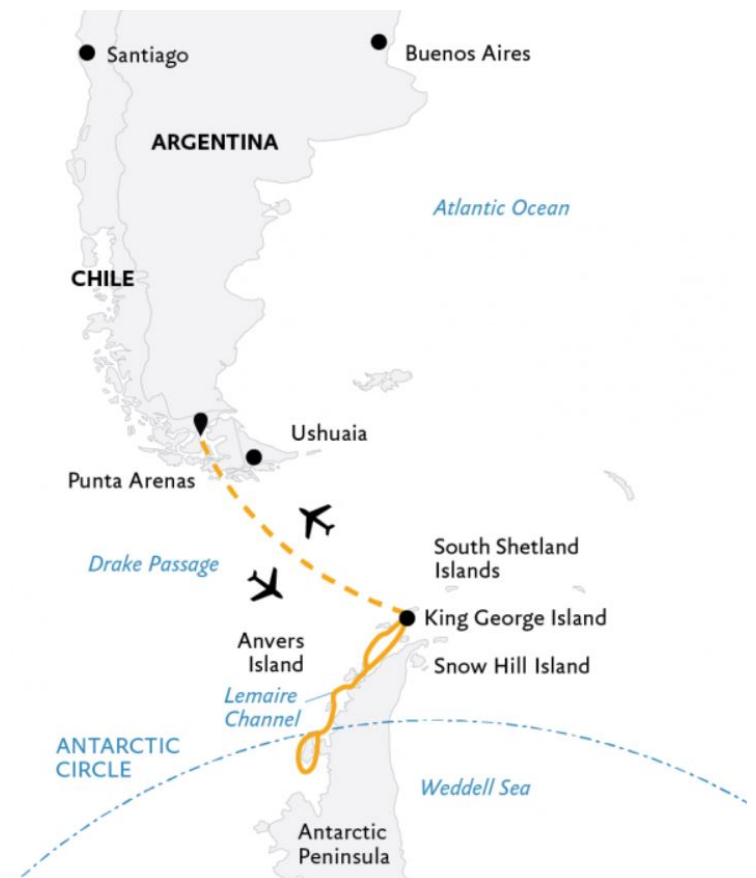 Santiago
Buenos Aires
ARGENTINA
Atlantic Ocean
CHILE
Ushuaia
Punta Arenas
Drake Passage
South Shetland
Islands
King George Island
Anvers
Island
Snow Hill Island
Lemaire
Channel
ANTARCTIC
CIRCLE
Weddell Sea
Antarctic
Peninsula